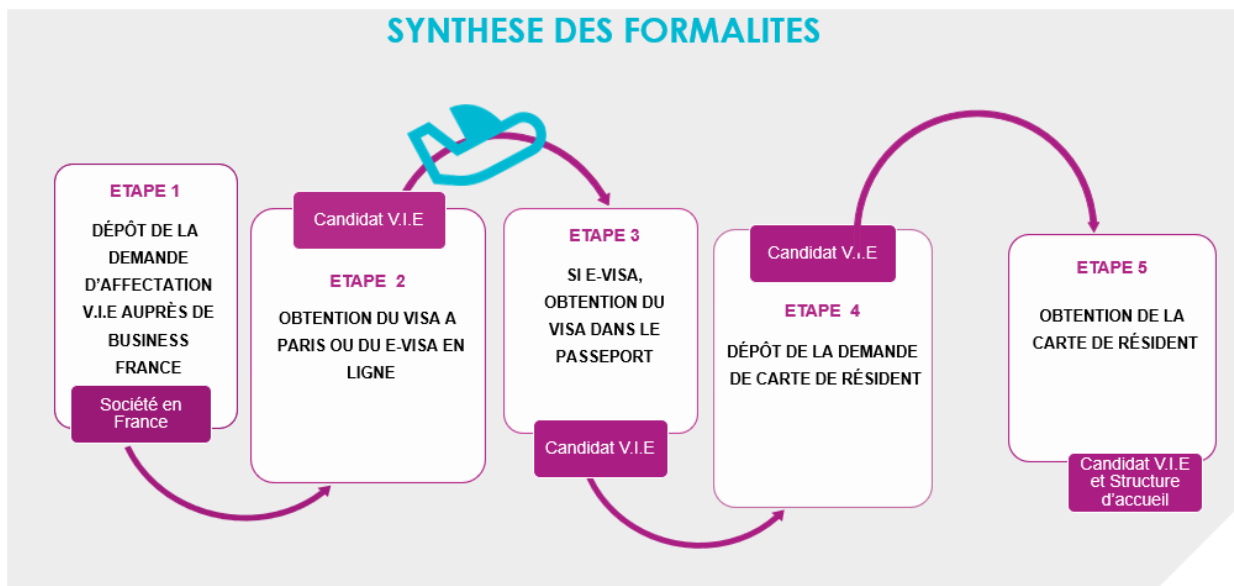 SYNTHESE DES FORMALITES
ETAPE 1
DÉPÔT DE LA
DEMANDE
D'AFFECTATION
V.I.E AUPRÈS DE
BUSINESS
FRANCE
Société en
France
Candidat V.I.E
ETAPE 2
OBTENTION DU VISA A
PARIS OU DU E-VISA EN
LIGNE
ETAPE 3
SI E-VISA,
OBTENTION DU
VISA DANS LE
PASSEPORT
Candidat V.I.E
Candidat V.I.E
ETAPE 4
DÉPÔT DE LA DEMANDE
DE CARTE DE RÉSIDENT
ETAPE 5
OBTENTION DE LA
CARTE DE RÉSIDENT
Candidat V.I.E
et Structure
d'accueil